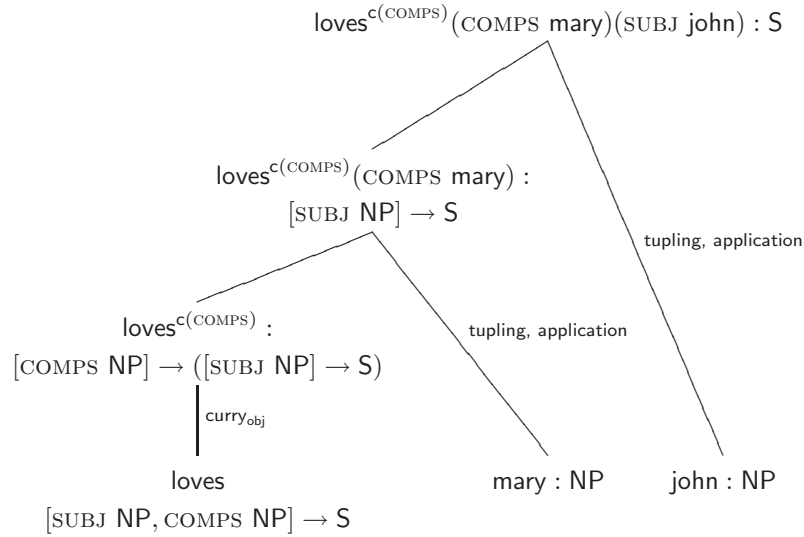 loves^c(COMPS)(COMPS mary)(SUBJ john) : S
loves^c(COMPS)(COMPS mary) :
[SUBJ NP] → S
tupling, application
loves^c(COMPS) :
[COMPS NP] → ([SUBJ NP] → S)
tupling, application
curry_obj
loves
[SUBJ NP, COMPS NP] → S
mary : NP
john : NP